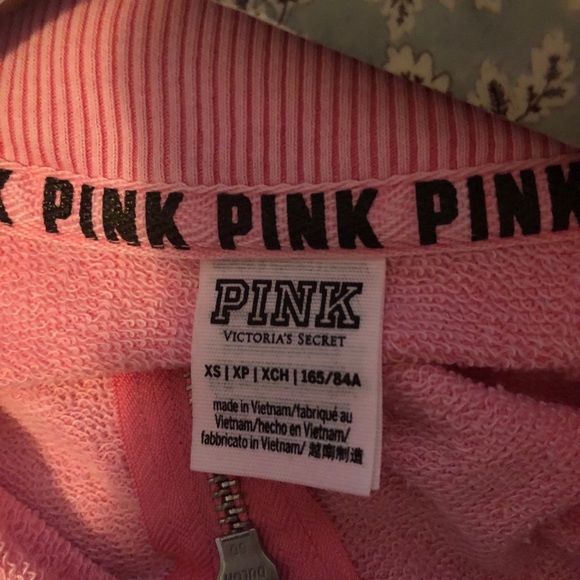 PINK PINK PINK
PINK
VICTORIA'S SECRET
XS | XP | XCH | 165/84A
made in Vietnam/fabriqué au
Vietnam/hecho en Vietnam/
fabbricato in Vietnam/ 越南制造